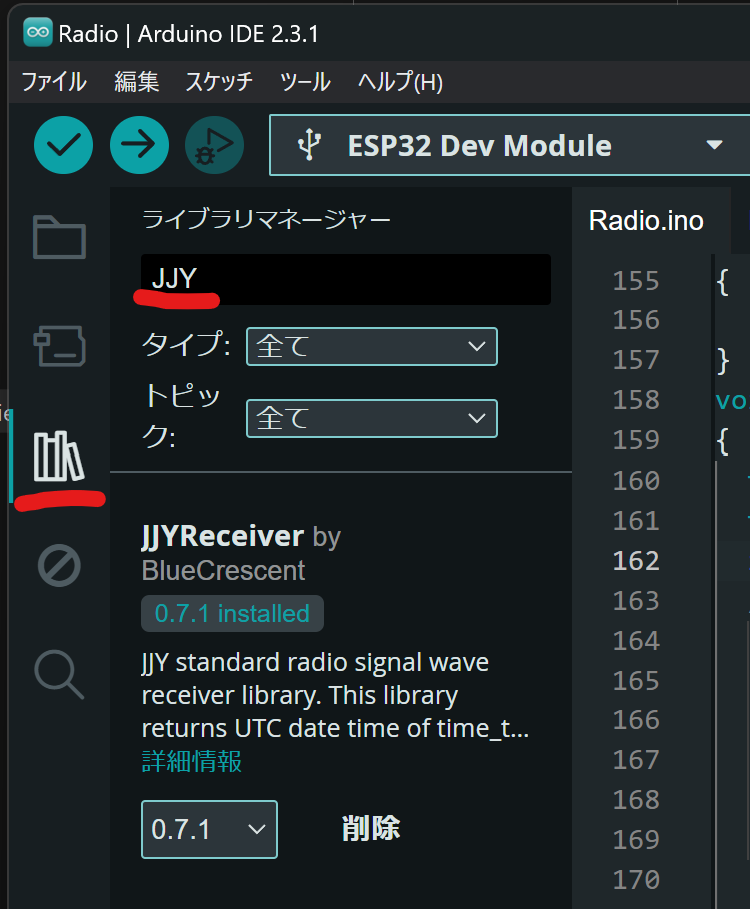 Radio | Arduino IDE 2.3.1
ファイル 編集 スケッチ ツール ヘルプ(H)
ESP32 Dev Module
ライブラリマネージャー
JJY
タイプ: 全て
トピッ
ク: 全て
JJYReceiver by
BlueCrescent
0.7.1 installed
JJY standard radio signal wave
receiver library. This library
returns UTC date time of time_t...
詳細情報
0.7.1 削除
Radio.ino
155 {
156
157 }
158 vo
159 {
160
161
162
163
164
165
166
167
168
169
170